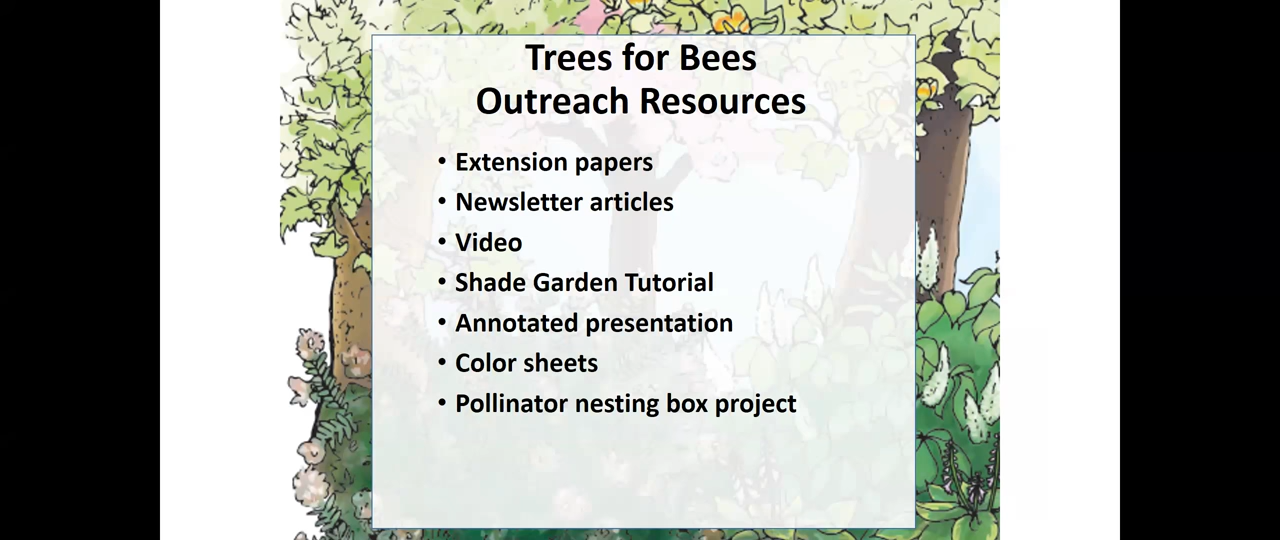 Trees for Bees
Outreach Resources
• Extension papers
• Newsletter articles
• Video
• Shade Garden Tutorial
• Annotated presentation
• Color sheets
• Pollinator nesting box project